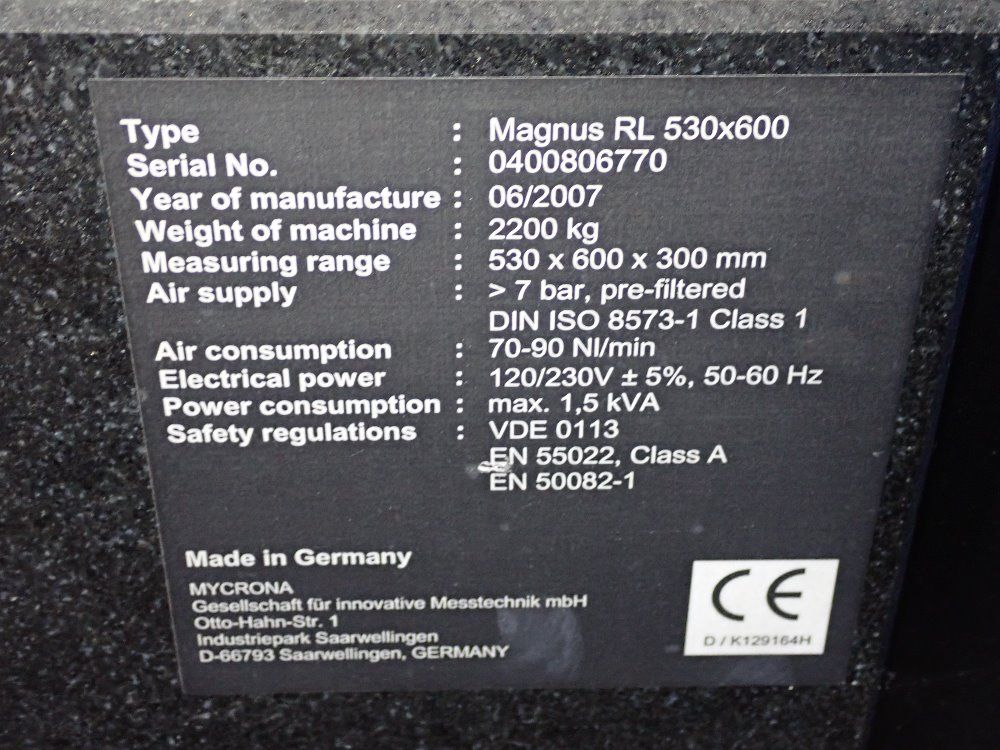 Type : Magnus RL 530x600
Serial No. : 0400806770
Year of manufacture : 06/2007
Weight of machine : 2200 kg
Measuring range : 530 x 600 x 300 mm
Air supply : > 7 bar, pre-filtered
DIN ISO 8573-1 Class 1
Air consumption : 70-90 Nl/min
Electrical power : 120/230V ± 5%, 50-60 Hz
Power consumption : max. 1,5 kVA
Safety regulations : VDE 0113
EN 55022, Class A
EN 50082-1
Made in Germany
MYCRONA
Gesellschaft für innovative Messtechnik mbH
Otto-Hahn-Str. 1
Industriepark Saarwellingen
D-66793 Saarwellingen, GERMANY
CE
D / K129164H